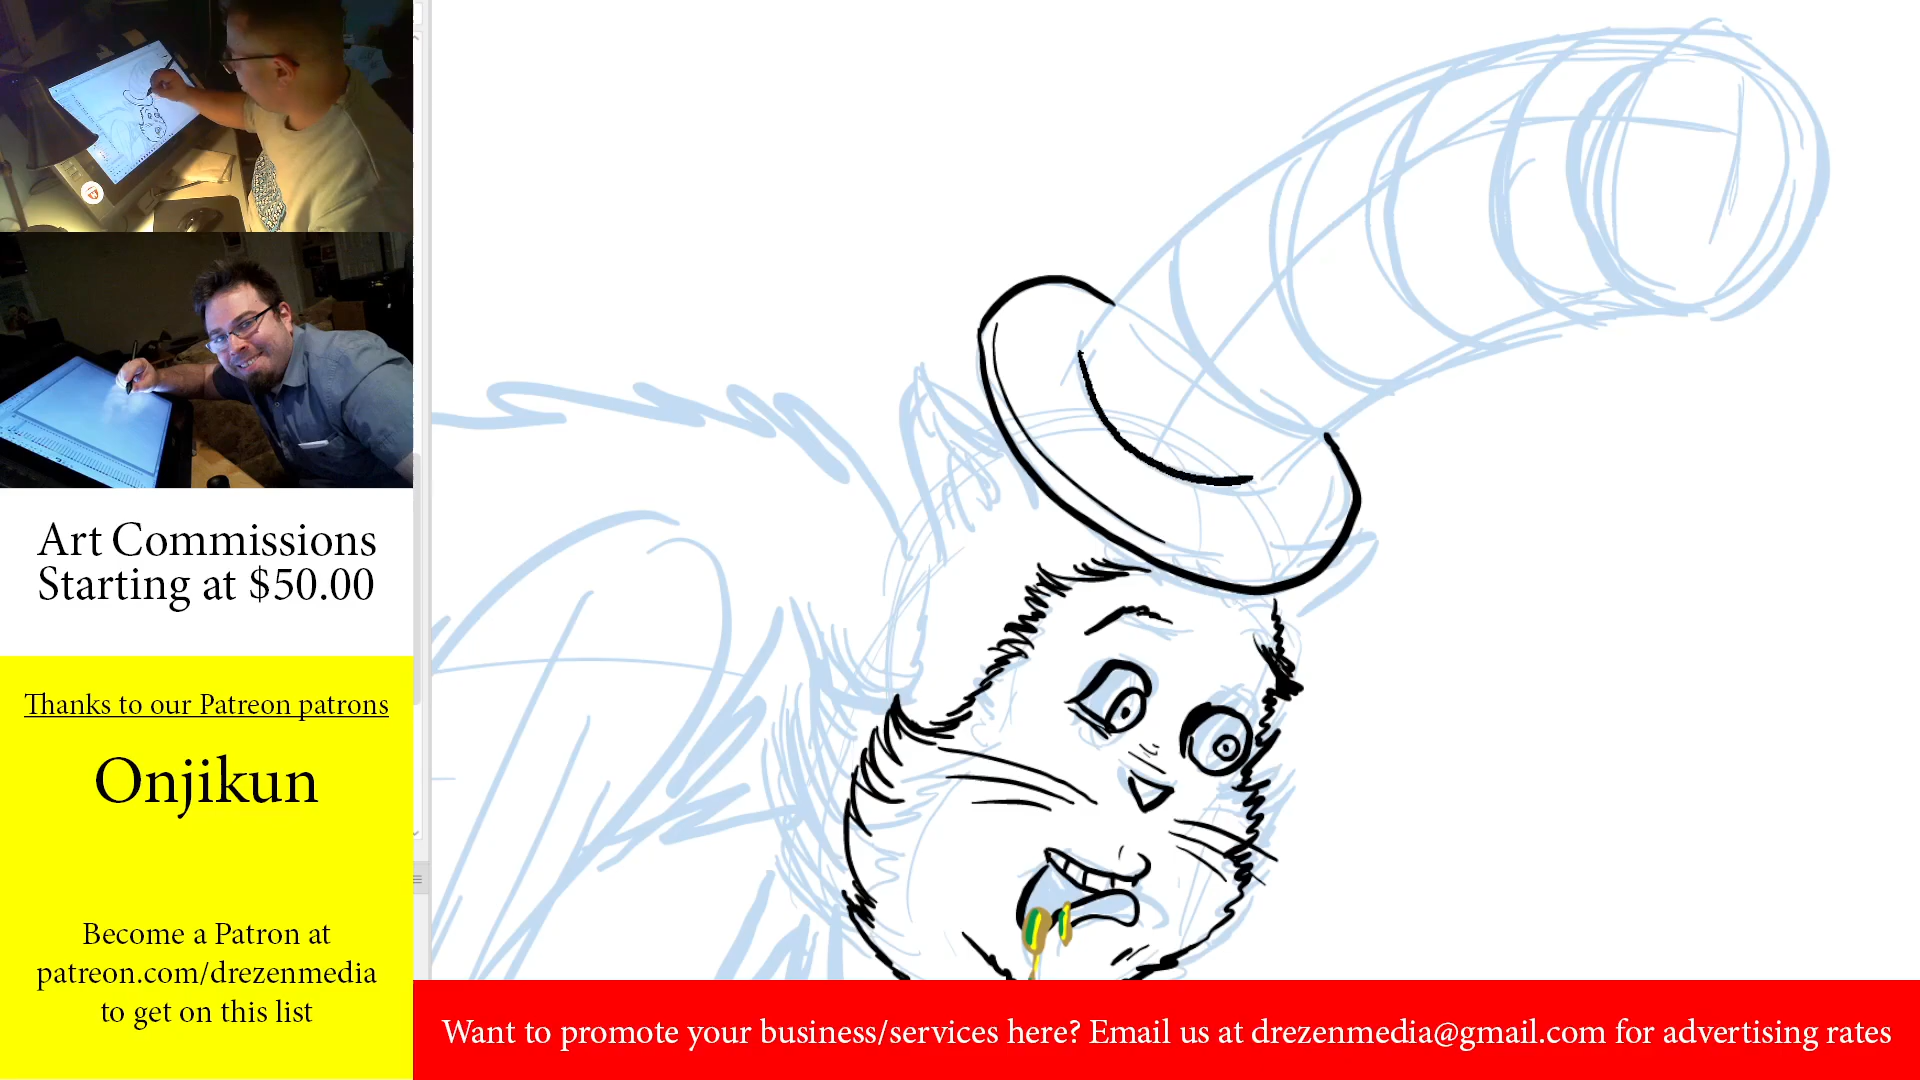 Art Commissions
Starting at $50.00
Thanks to our Patreon patrons
Onjikun
Become a Patron at
patreon.com/drezenmedia
to get on this list
Want to promote your business/services here? Email us at drezenmedia@gmail.com for advertising rates